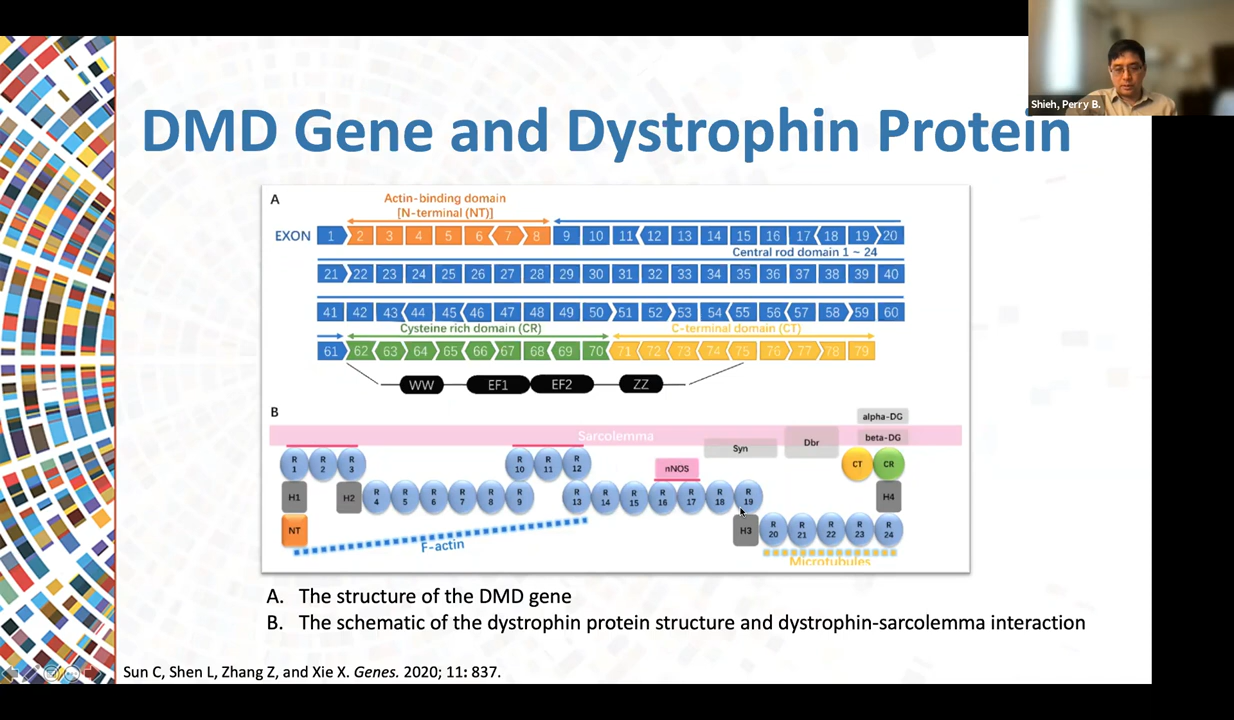 Shieh, Perry B.
DMD Gene and Dystrophin Protein
A
Actin-binding domain
[N-terminal (NT)]
EXON 1 2 3 4 5 6 7 8 9 10 11 12 13 14 15 16 17 18 19 20
Central rod domain 1 ~ 24
21 22 23 24 25 26 27 28 29 30 31 32 33 34 35 36 37 38 39 40
41 42 43 44 45 46 47 48 49 50 51 52 53 54 55 56 57 58 59 60
Cysteine rich domain (CR) C-terminal domain (CT)
61 62 63 64 65 66 67 68 69 70 71 72 73 74 75 76 77 78 79
WW EF1 EF2 ZZ
B
alpha-DG
Sarcolemma
beta-DG
Dbr
Syn
R 1 R 2 R 3 R 10 R 11 R 12 nNOS CT CR
H1 H2 R 4 R 5 R 6 R 7 R 8 R 9 R 13 R 14 R 15 R 16 R 17 R 18 R 19 H4
NT H3 R 20 R 21 R 22 R 23 R 24
F-actin
Microtubules
A. The structure of the DMD gene
B. The schematic of the dystrophin protein structure and dystrophin-sarcolemma interaction
Sun C, Shen L, Zhang Z, and Xie X. Genes. 2020; 11: 837.